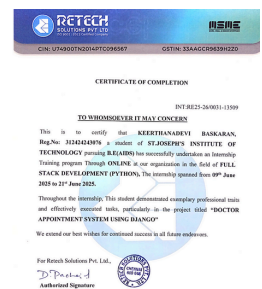 RETECH
SOLUTIONS PVT LTD
MSME
CIN: U74900TN2014PTC096567
GSTIN: 33AAGCR9639H2Z0
CERTIFICATE OF COMPLETION
INT:RE25-26/0031-13509
TO WHOMSOEVER IT MAY CONCERN
This is to certify that KEERTHANADEVI BASKARAN,
Reg.No: 312424243076 a student of ST.JOSEPH'S INSTITUTE OF
TECHNOLOGY pursuing B.E(AIDS) has successfully undertaken an Internship
Training program Through ONLINE at our organization in the field of FULL
STACK DEVELOPMENT (PYTHON), The internship spanned from 09th June
2025 to 21st June 2025.
Throughout the internship, This student demonstrated exemplary professional traits
and effectively executed tasks, particularly in the project titled "DOCTOR
APPOINTMENT SYSTEM USING DJANGO"
We extend our best wishes for continued success in all future endeavors.
For Retech Solutions Pvt. Ltd.,
Authorized Signature